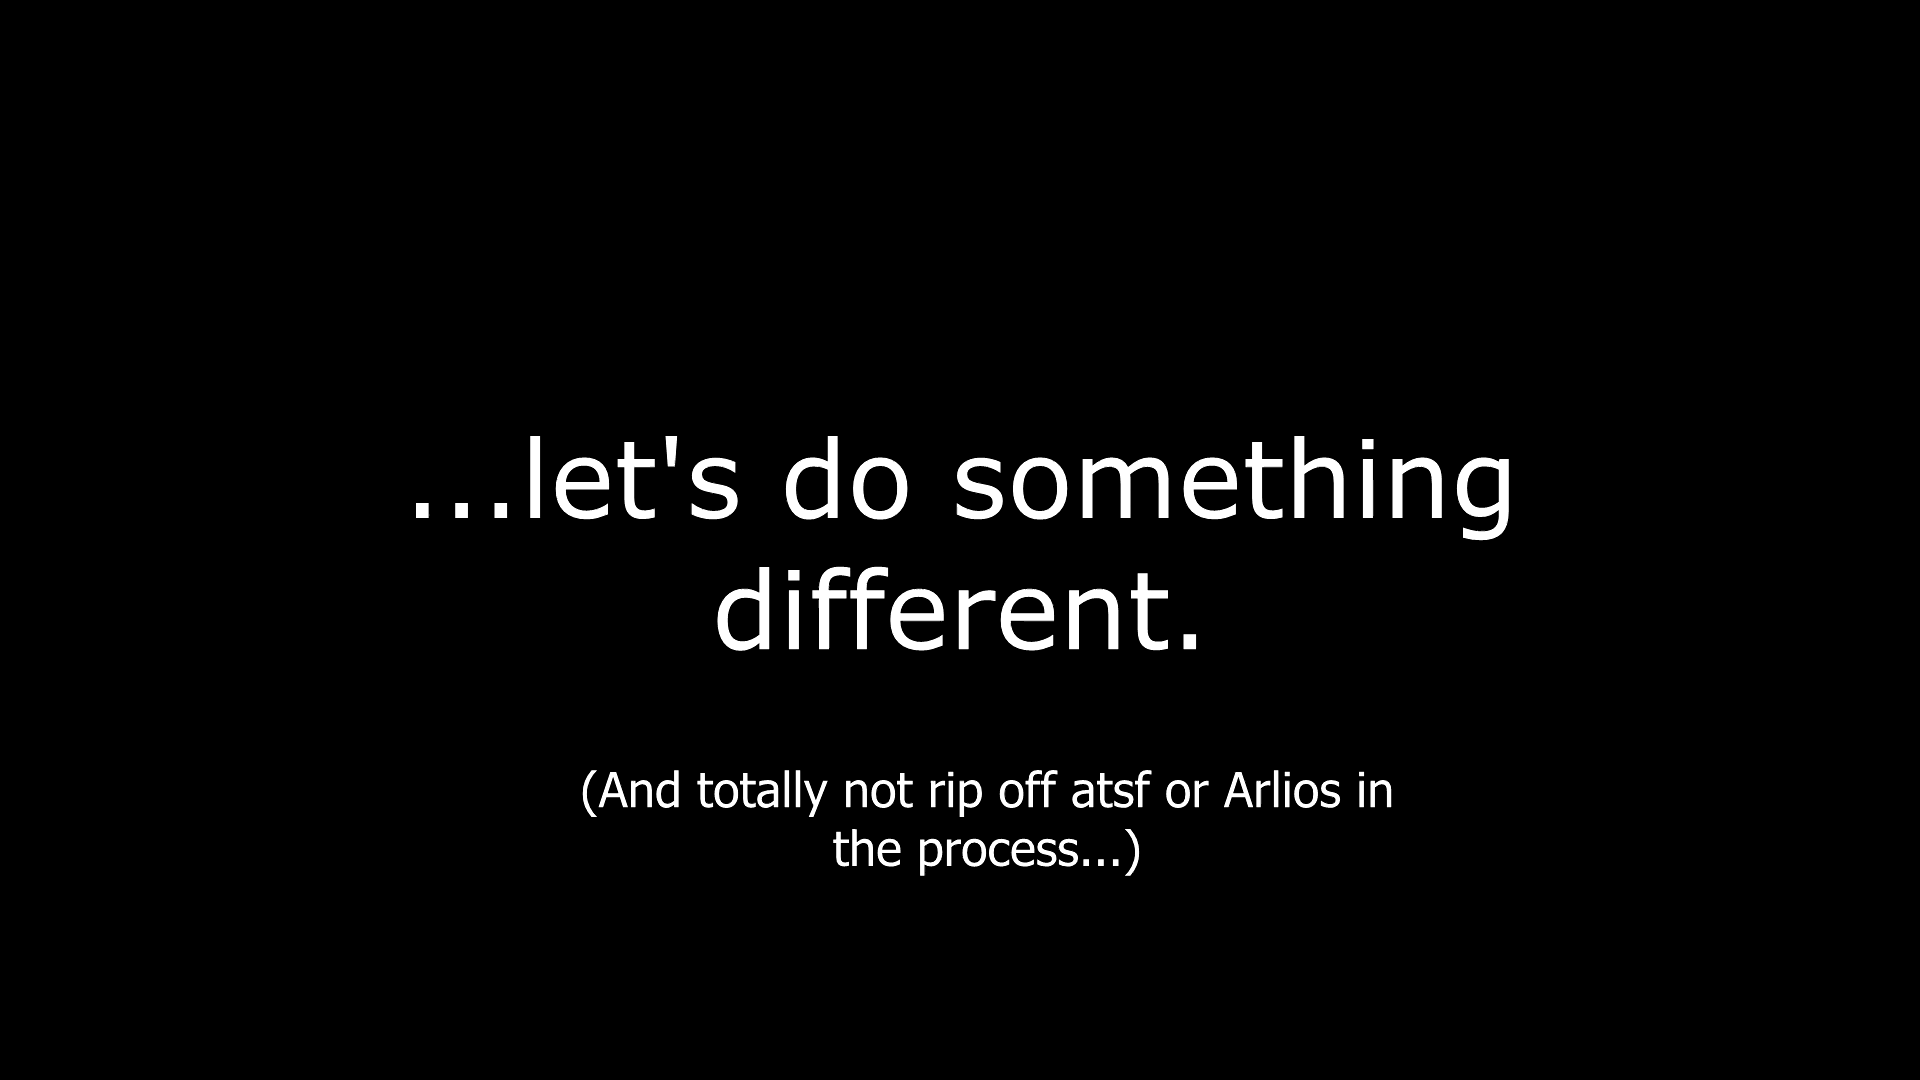 ...let's do something
different.
(And totally not rip off atsf or Arlios in
the process...)